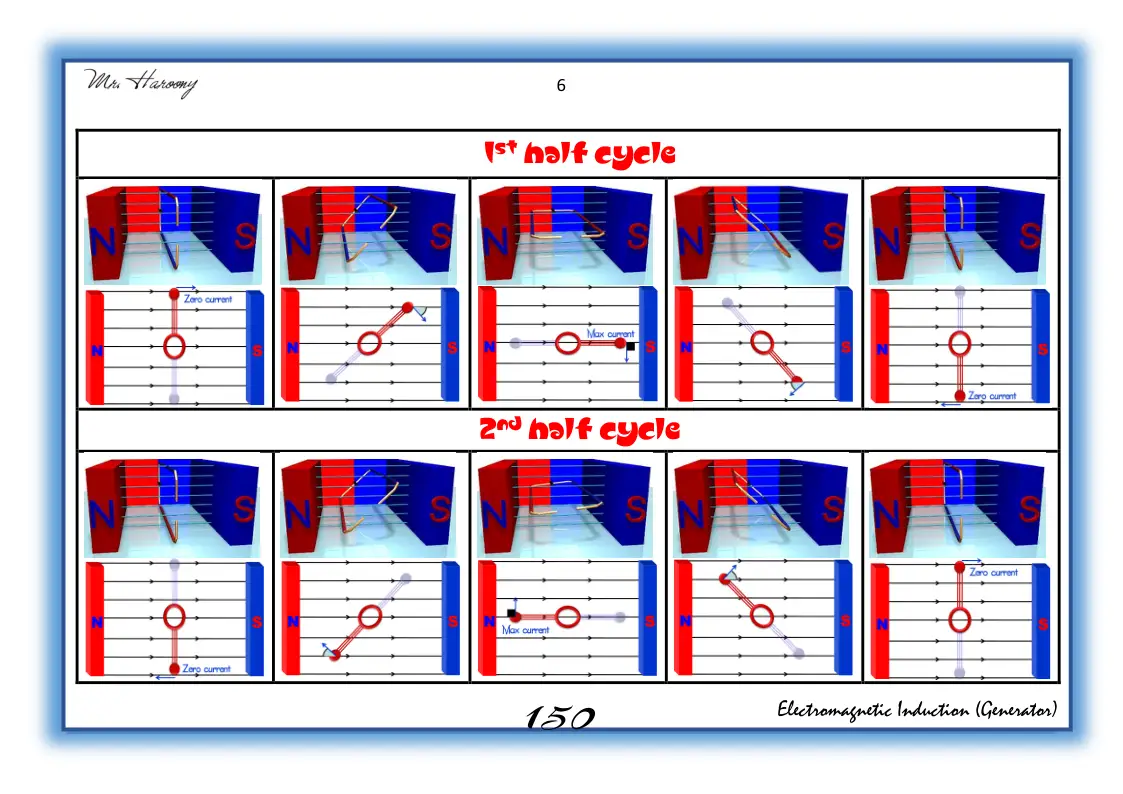 Mr. Haroony
6
1st half cycle
N S N S N S N S N S
Zero current
N S
N S
Max current
N S
N S
N S
Zero current
2nd half cycle
N S N S N S N S N S
N S
Zero current
N S
N S
Max current
N S
N S
Zero current
150
Electromagnetic Induction (Generator)